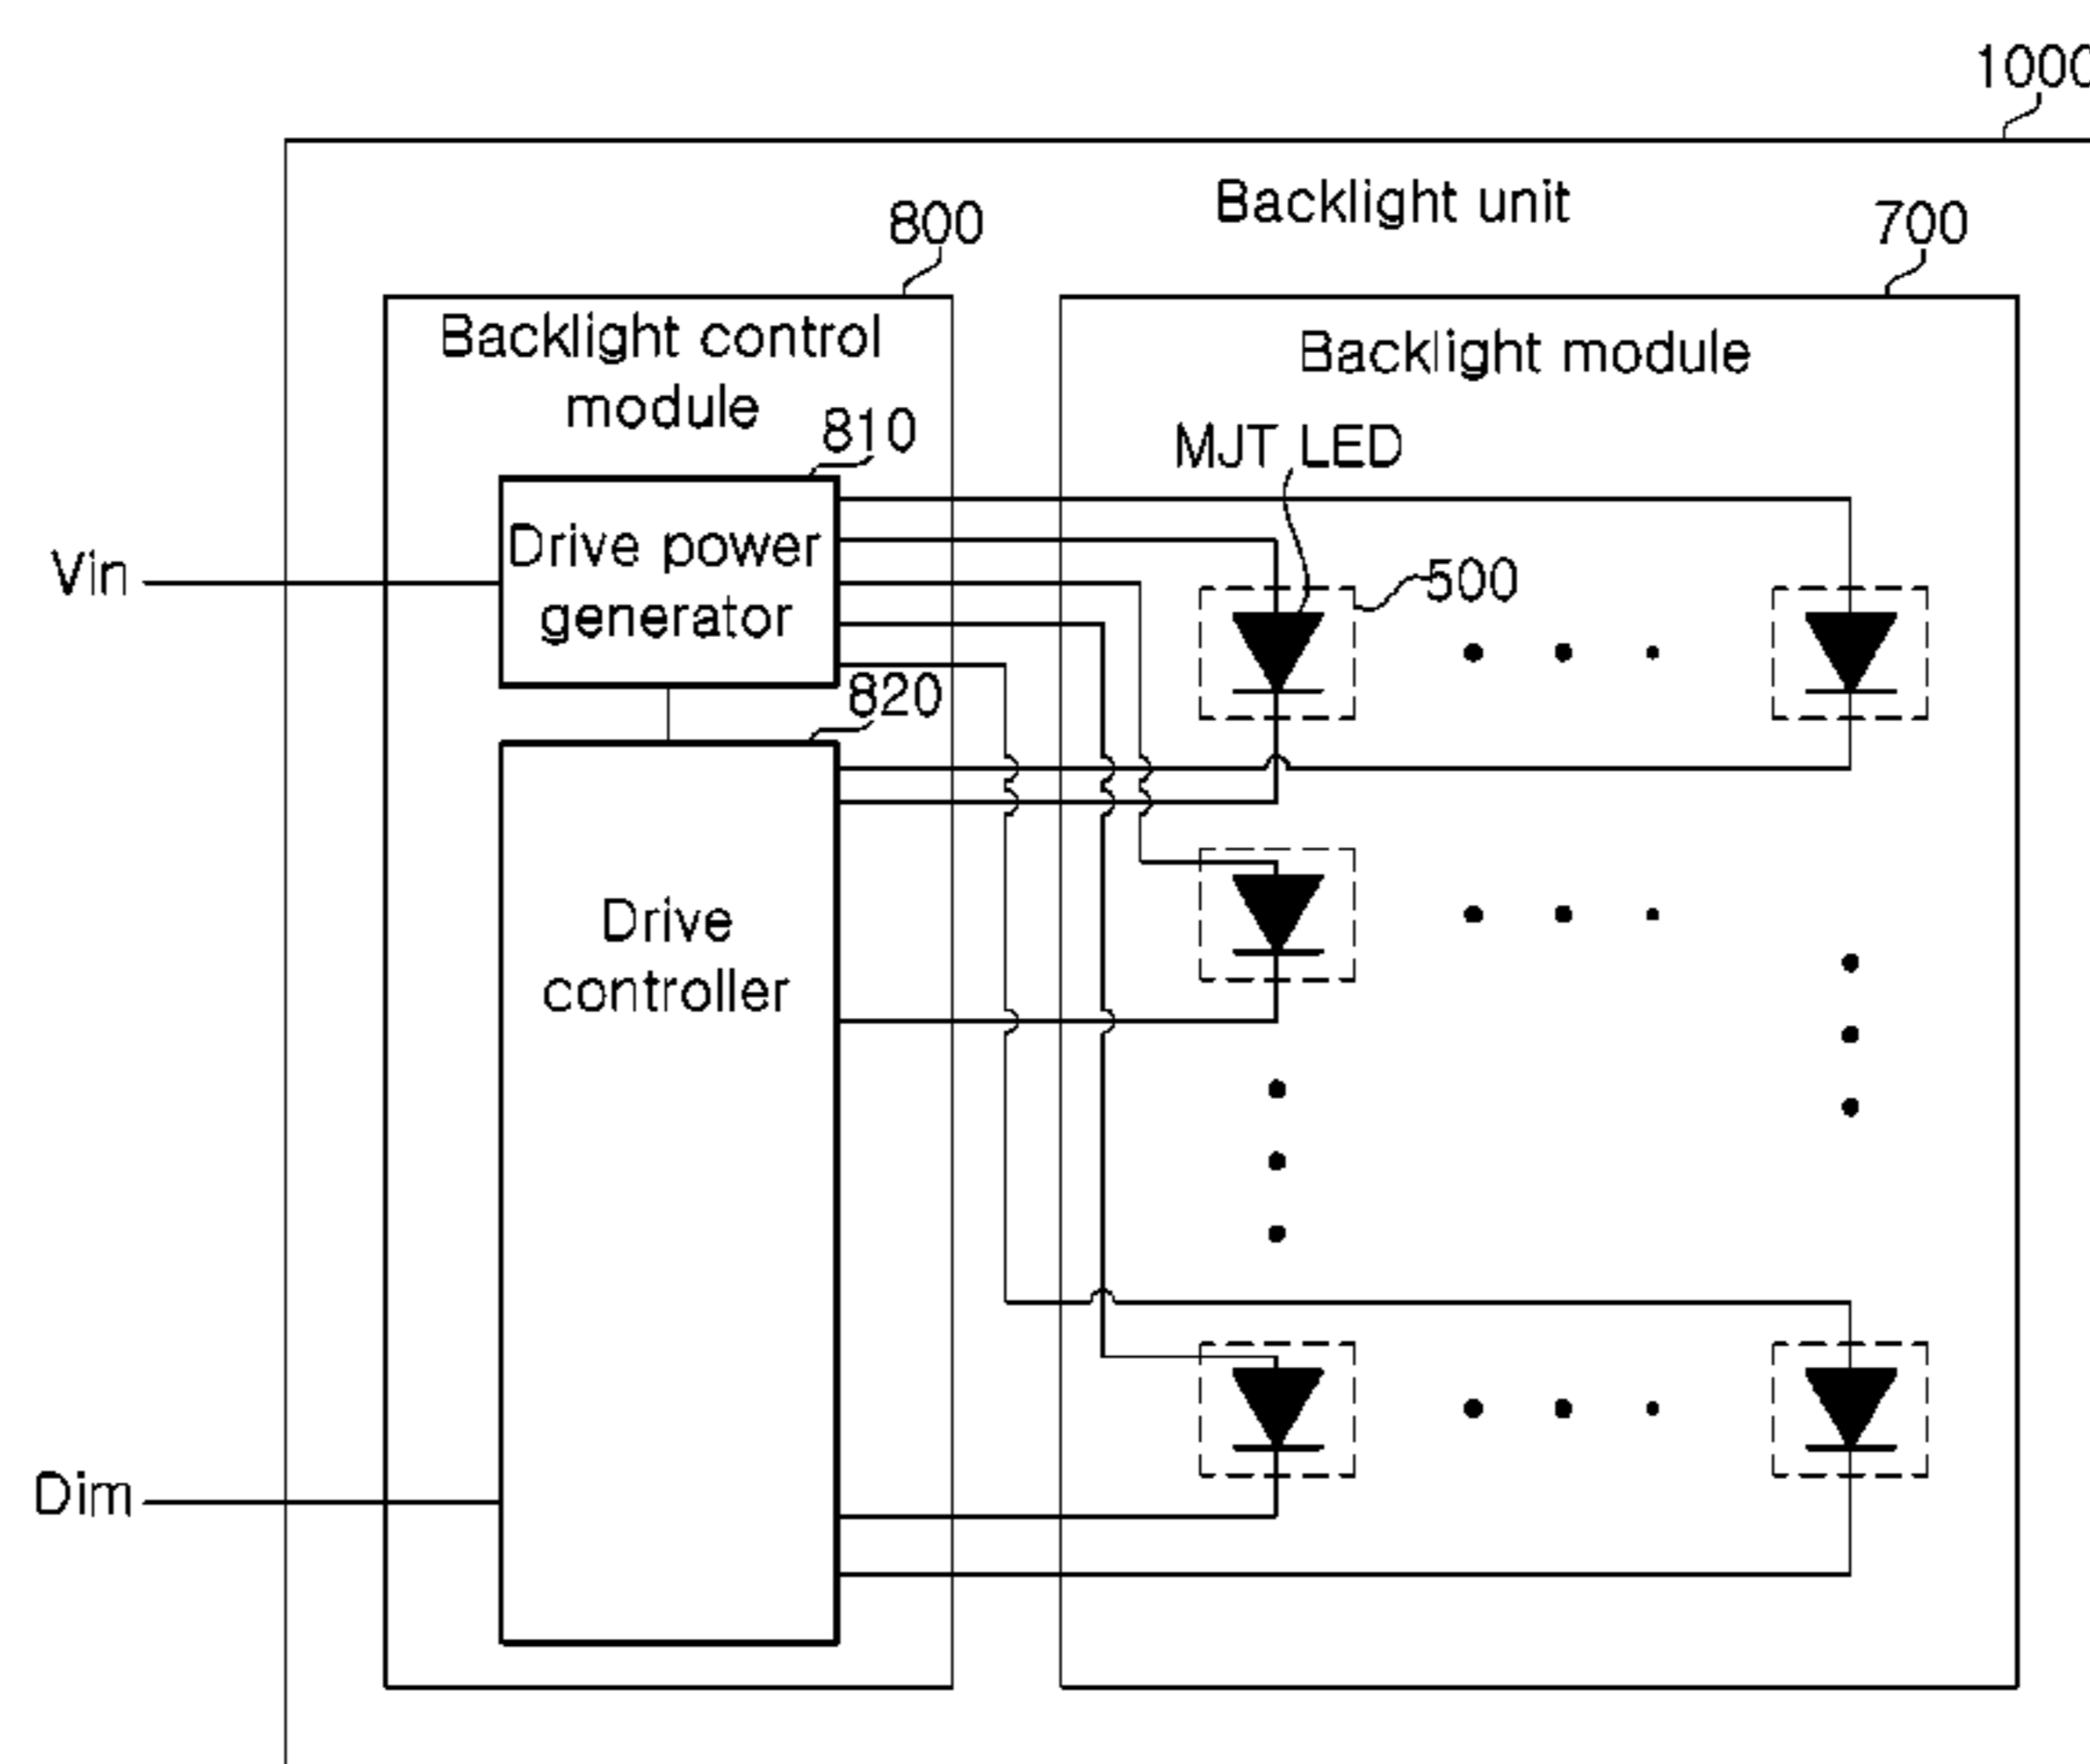 1000
Backlight unit
800
700
Backlight control
module
Backlight module
810
MJT LED
Drive power
generator
Vin
500
820
Drive
controller
Dim